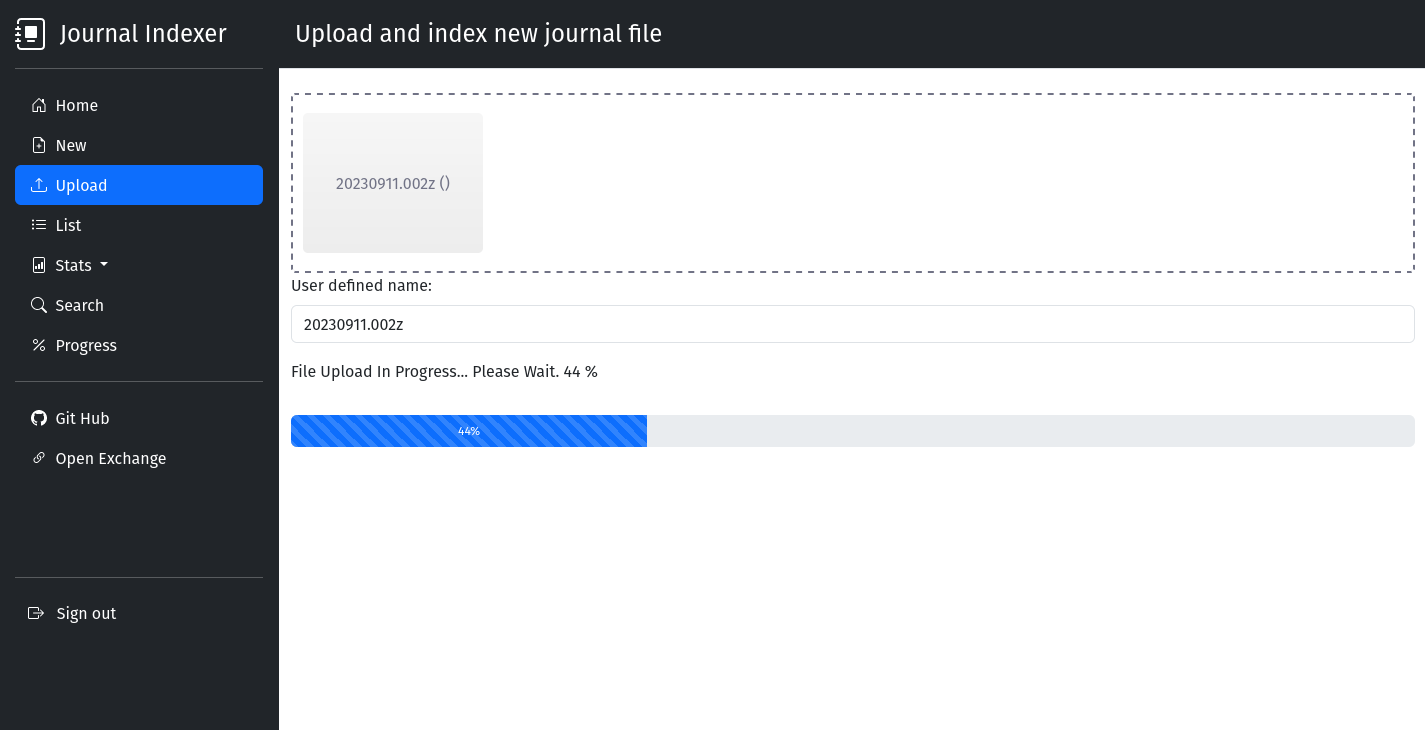 Journal Indexer
Upload and index new journal file
Home
New
Upload
List
Stats
Search
Progress
Git Hub
Open Exchange
Sign out
20230911.002z ()
User defined name:
20230911.002z
File Upload In Progress... Please Wait. 44 %
44%